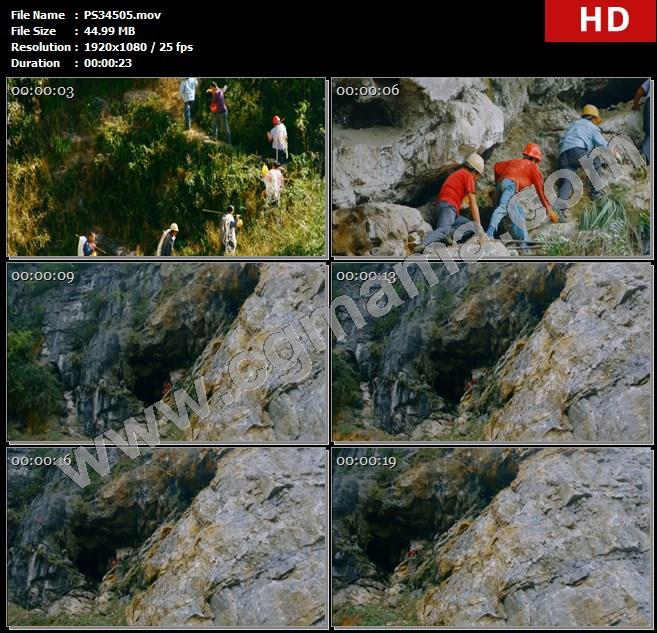 File Name : PS34505.mov
HD
File Size : 44.99 MB
Resolution : 1920x1080 / 25 fps
Duration : 00:00:23
00:00:03
00:00:06
00:00:09
00:00:13
00:00:16
00:00:19
www.cgmama.com